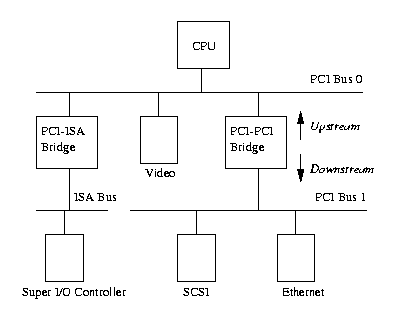 CPU
PCI Bus 0
PCI-ISA
Bridge
PCI-PCI
Bridge
Upstream
Video
Downstream
ISA Bus
PCI Bus 1
Super I/O Controller
SCSI
Ethernet